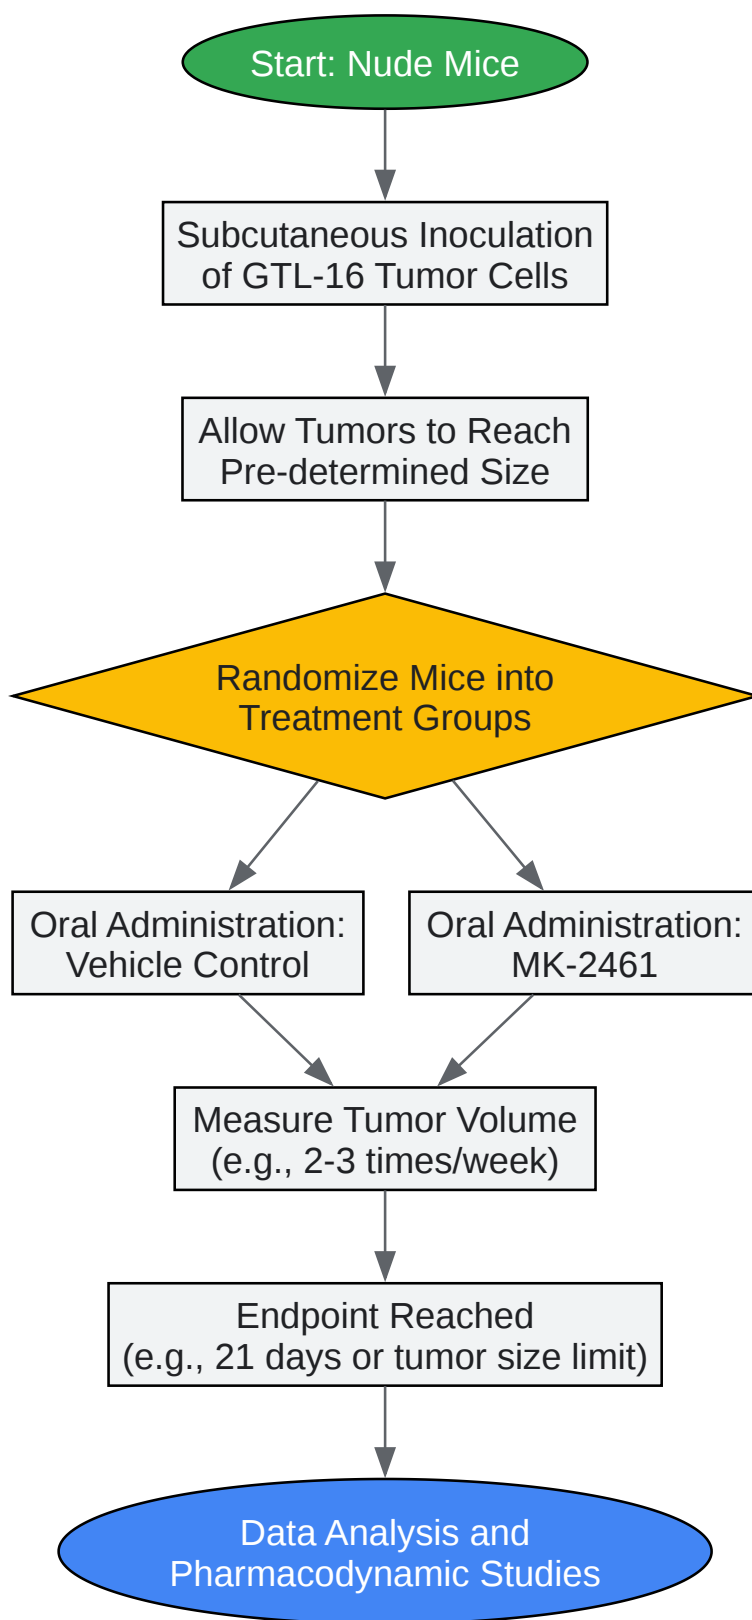 Start: Nude Mice
Subcutaneous Inoculation
of GTL-16 Tumor Cells
Allow Tumors to Reach
Pre-determined Size
Randomize Mice into
Treatment Groups
Oral Administration:
Vehicle Control
Oral Administration:
MK-2461
Measure Tumor Volume
(e.g., 2-3 times/week)
Endpoint Reached
(e.g., 21 days or tumor size limit)
Data Analysis and
Pharmacodynamic Studies